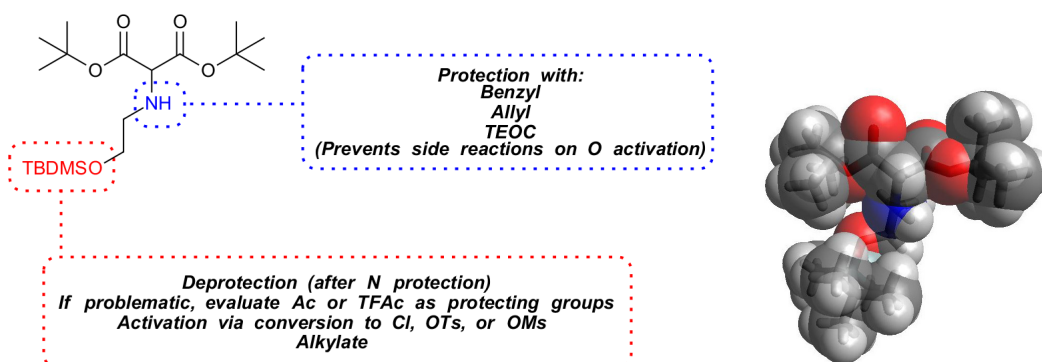 O O
O O
NH
TBDMSO
Protection with:
Benzyl
Allyl
TEOC
(Prevents side reactions on O activation)
Deprotection (after N protection)
If problematic, evaluate Ac or TFAc as protecting groups
Activation via conversion to Cl, OTs, or OMs
Alkylate